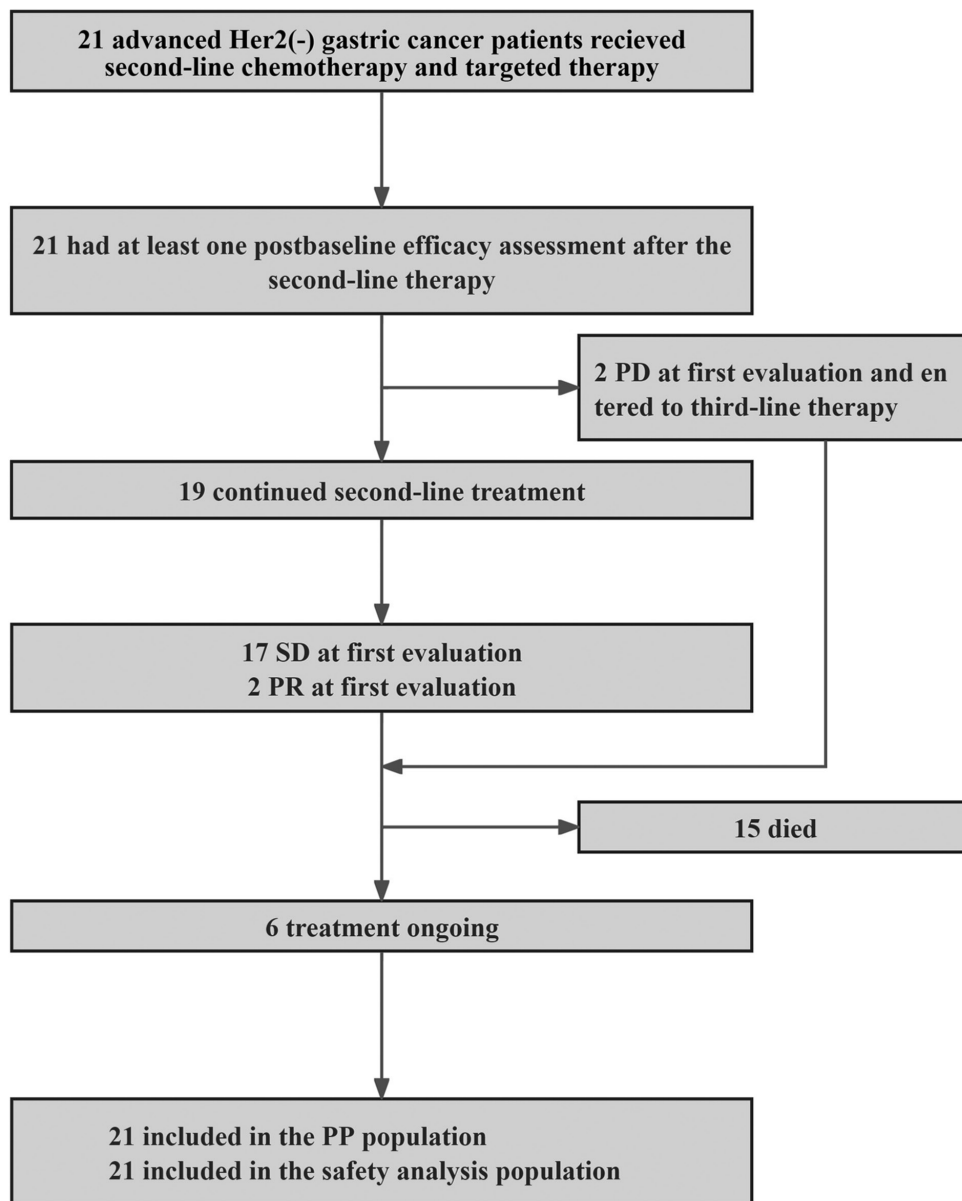 21 advanced Her2(-) gastric cancer patients recieved
second-line chemotherapy and targeted therapy
21 had at least one postbaseline efficacy assessment after the
second-line therapy
2 PD at first evaluation and en
tered to third-line therapy
19 continued second-line treatment
17 SD at first evaluation
2 PR at first evaluation
15 died
6 treatment ongoing
21 included in the PP population
21 included in the safety analysis population